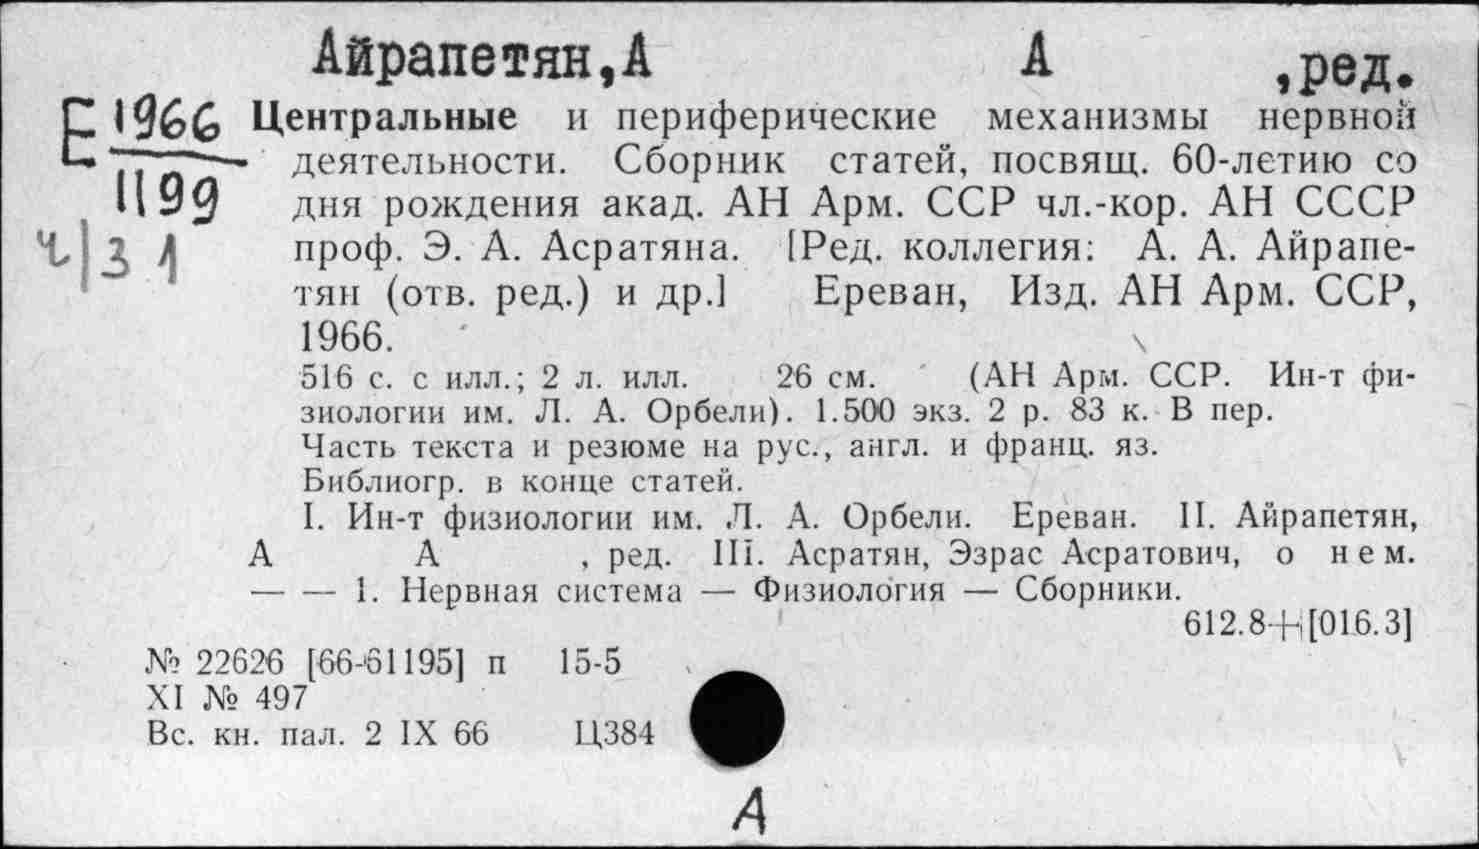 Айрапетян,А А ,ред.
Е 1966
1199
ч/з 1
Центральные и периферические механизмы нервной
деятельности. Сборник статей, посвящ. 60-летию со
дня рождения акад. АН Арм. ССР чл.-кор. АН СССР
проф. Э. А. Асратяна. [Ред. коллегия: А. А. Айрапе-
тян (отв. ред.) и др.] Ереван, Изд. АН Арм. ССР,
1966.
516 с. с илл.; 2 л. илл. 26 см. (АН Арм. ССР. Ин-т фи-
зиологии им. Л. А. Орбели). 1.500 экз. 2 р. 83 к. В пер.
Часть текста и резюме на рус., англ. и франц. яз.
Библиогр. в конце статей.
I. Ин-т физиологии им. Л. А. Орбели. Ереван. II. Айрапетян,
А А , ред. III. Асратян, Эзрас Асратович, о нем.
— — 1. Нервная система — Физиология — Сборники.
612.8+[016.3]
№ 22626 [66-61195] п 15-5
XI № 497
Вс. кн. пал. 2 IX 66 Ц384
А